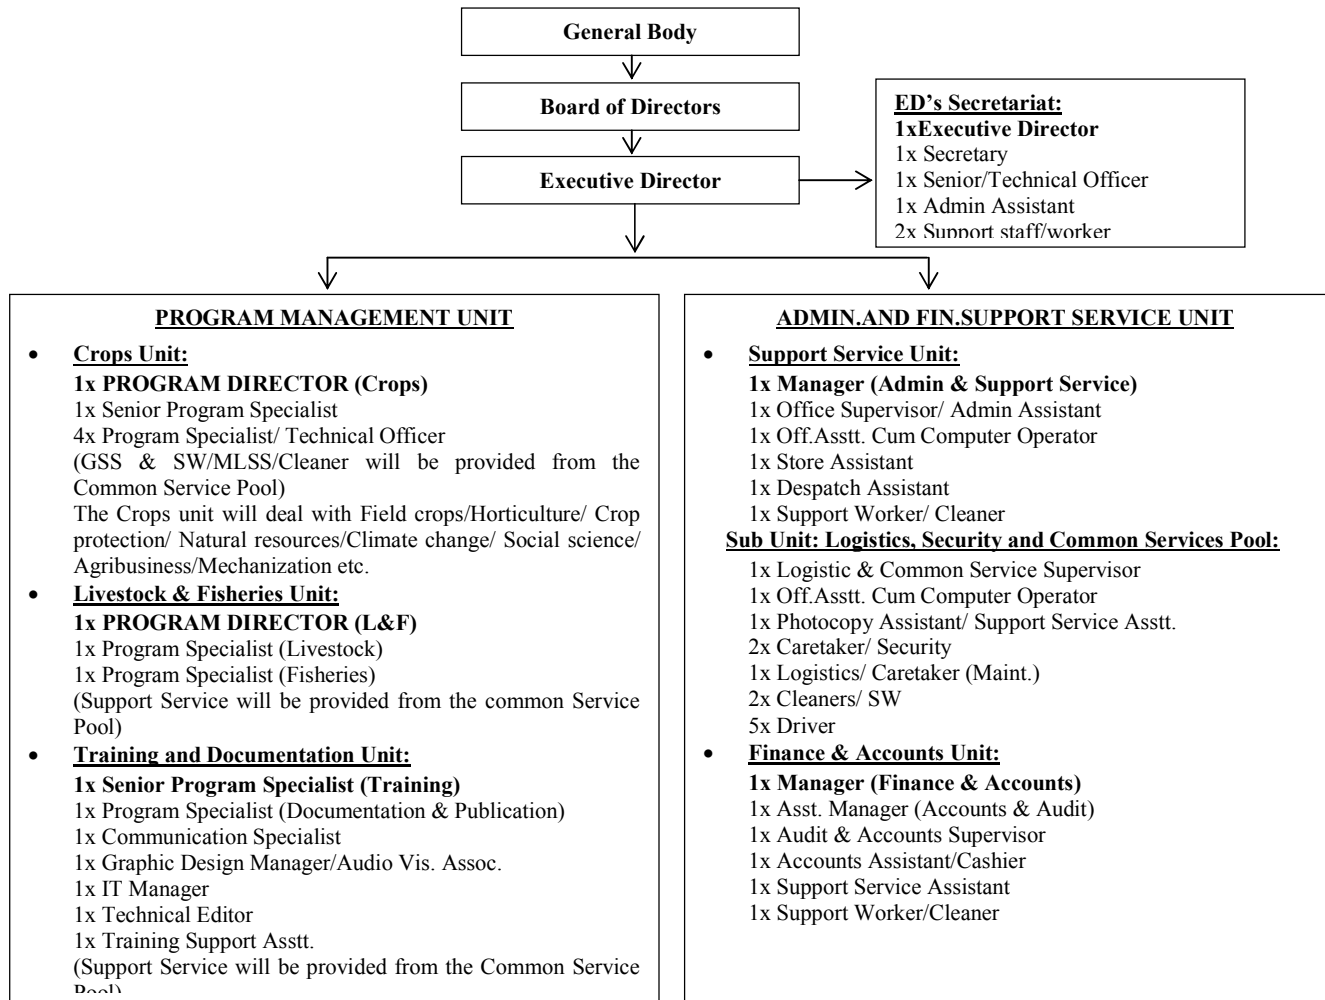 General Body
Board of Directors
Executive Director
ED’s Secretariat:
1xExecutive Director
1x Secretary
1x Senior/Technical Officer
1x Admin Assistant
2x Support staff/worker
PROGRAM MANAGEMENT UNIT
• Crops Unit:
1x PROGRAM DIRECTOR (Crops)
1x Senior Program Specialist
4x Program Specialist/ Technical Officer
(GSS & SW/MLSS/Cleaner will be provided from the
Common Service Pool)
The Crops unit will deal with Field crops/Horticulture/ Crop
protection/ Natural resources/Climate change/ Social science/
Agribusiness/Mechanization etc.
• Livestock & Fisheries Unit:
1x PROGRAM DIRECTOR (L&F)
1x Program Specialist (Livestock)
1x Program Specialist (Fisheries)
(Support Service will be provided from the common Service
Pool)
• Training and Documentation Unit:
1x Senior Program Specialist (Training)
1x Program Specialist (Documentation & Publication)
1x Communication Specialist
1x Graphic Design Manager/Audio Vis. Assoc.
1x IT Manager
1x Technical Editor
1x Training Support Asstt.
(Support Service will be provided from the Common Service
Pool)
ADMIN.AND FIN.SUPPORT SERVICE UNIT
• Support Service Unit:
1x Manager (Admin & Support Service)
1x Office Supervisor/ Admin Assistant
1x Off.Asstt. Cum Computer Operator
1x Store Assistant
1x Despatch Assistant
1x Support Worker/ Cleaner
Sub Unit: Logistics, Security and Common Services Pool:
1x Logistic & Common Service Supervisor
1x Off.Asstt. Cum Computer Operator
1x Photocopy Assistant/ Support Service Asstt.
2x Caretaker/ Security
1x Logistics/ Caretaker (Maint.)
2x Cleaners/ SW
5x Driver
• Finance & Accounts Unit:
1x Manager (Finance & Accounts)
1x Asst. Manager (Accounts & Audit)
1x Audit & Accounts Supervisor
1x Accounts Assistant/Cashier
1x Support Service Assistant
1x Support Worker/Cleaner